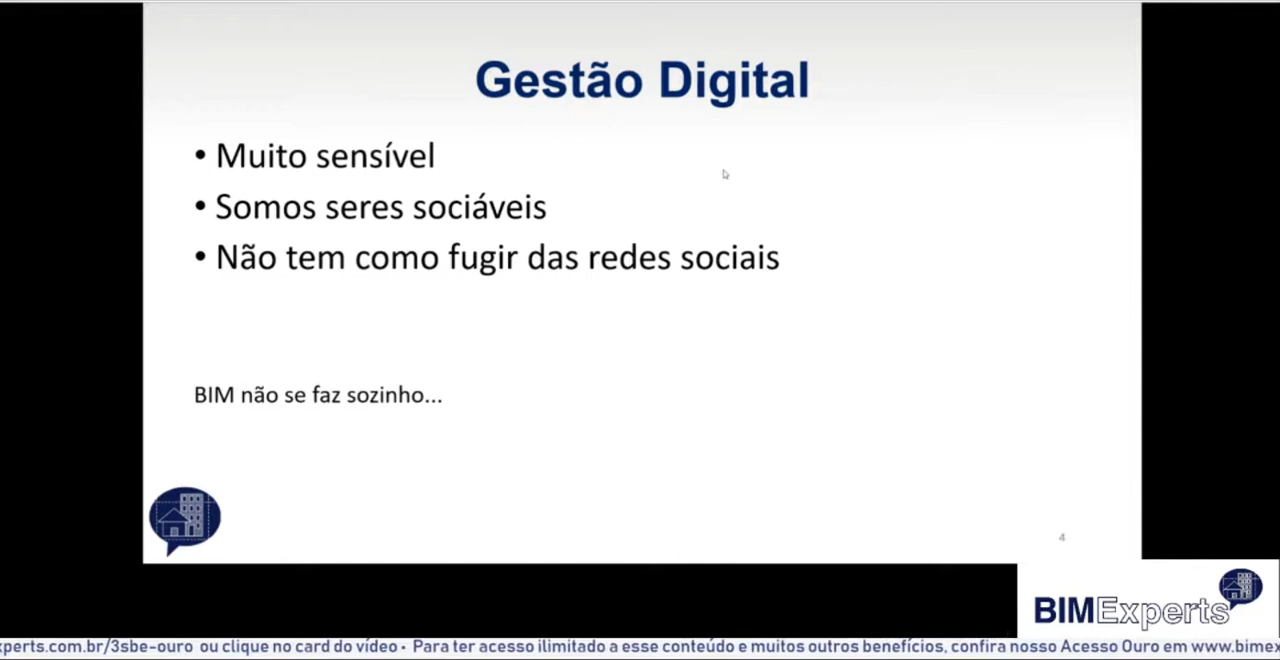 Gestão Digital
• Muito sensível
• Somos seres sociáveis
• Não tem como fugir das redes sociais
BIM não se faz sozinho...
4
BIMExperts
xperts.com.br/3sbe-ouro ou clique no card do vídeo • Para ter acesso ilimitado a esse conteúdo e muitos outros benefícios, confira nosso Acesso Ouro em www.bimex